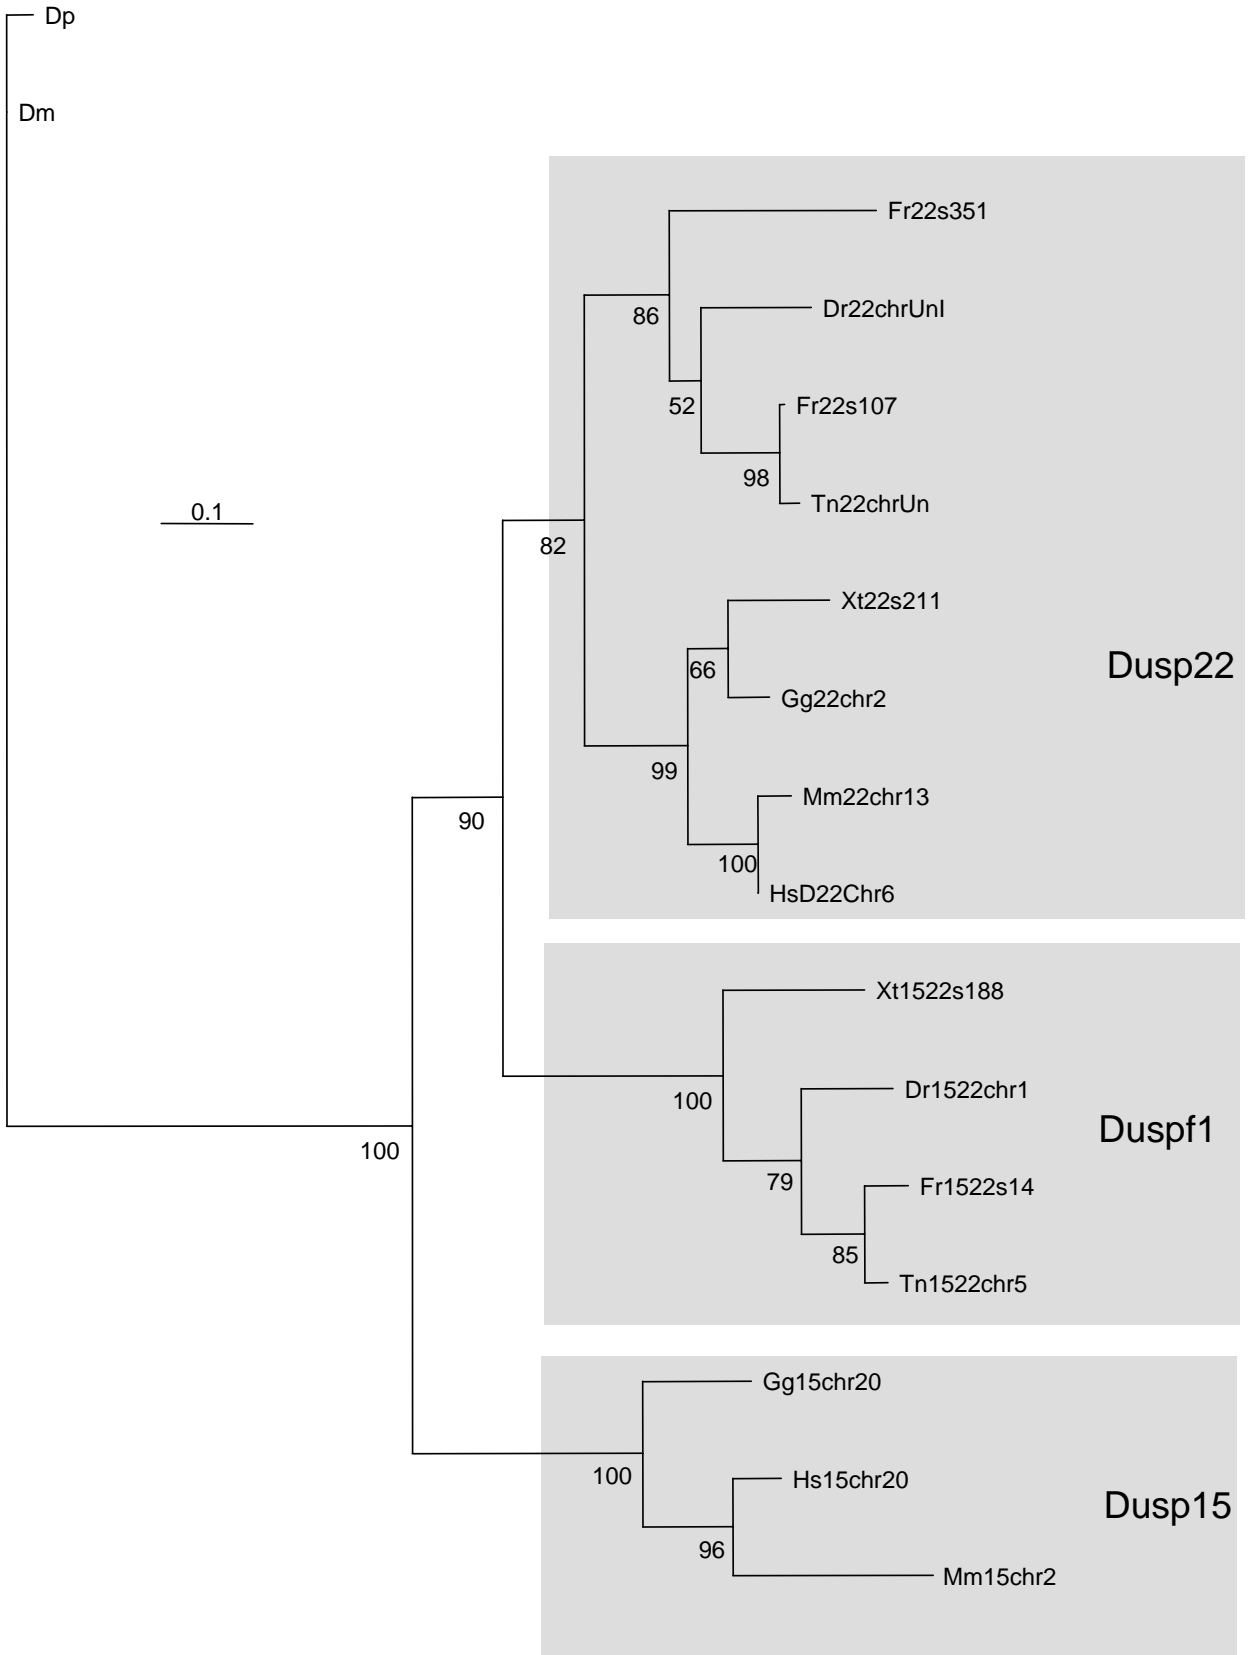 Dp
Dm
Fr22s351
86
Dr22chrUnI
52
Fr22s107
98
Tn22chrUn
0.1
82
Xt22s211
66
Dusp22
Gg22chr2
99
Mm22chr13
90
100
HsD22Chr6
Xt1522s188
100
Dr1522chr1
Duspf1
100
79
Fr1522s14
85
Tn1522chr5
Gg15chr20
100
Hs15chr20
Dusp15
96
Mm15chr2